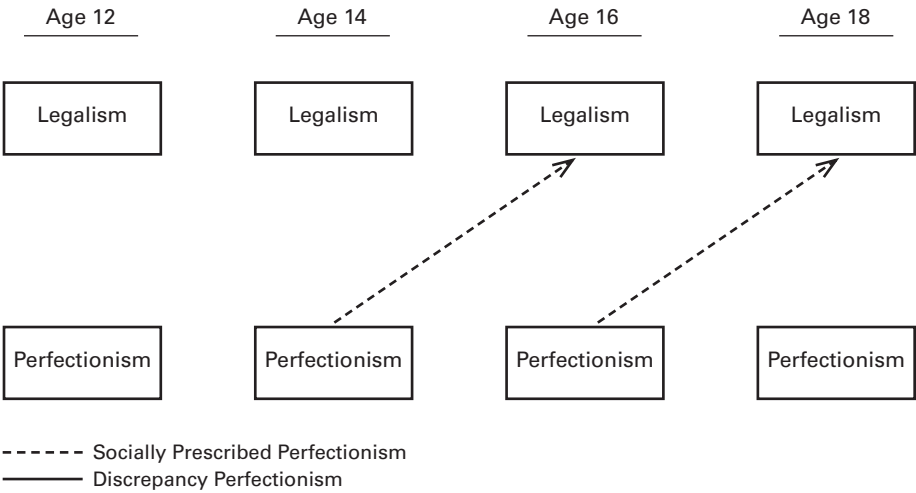 Age 12 Age 14 Age 16 Age 18
Legalism Legalism Legalism Legalism
Perfectionism Perfectionism Perfectionism Perfectionism
Socially Prescribed Perfectionism
Discrepancy Perfectionism